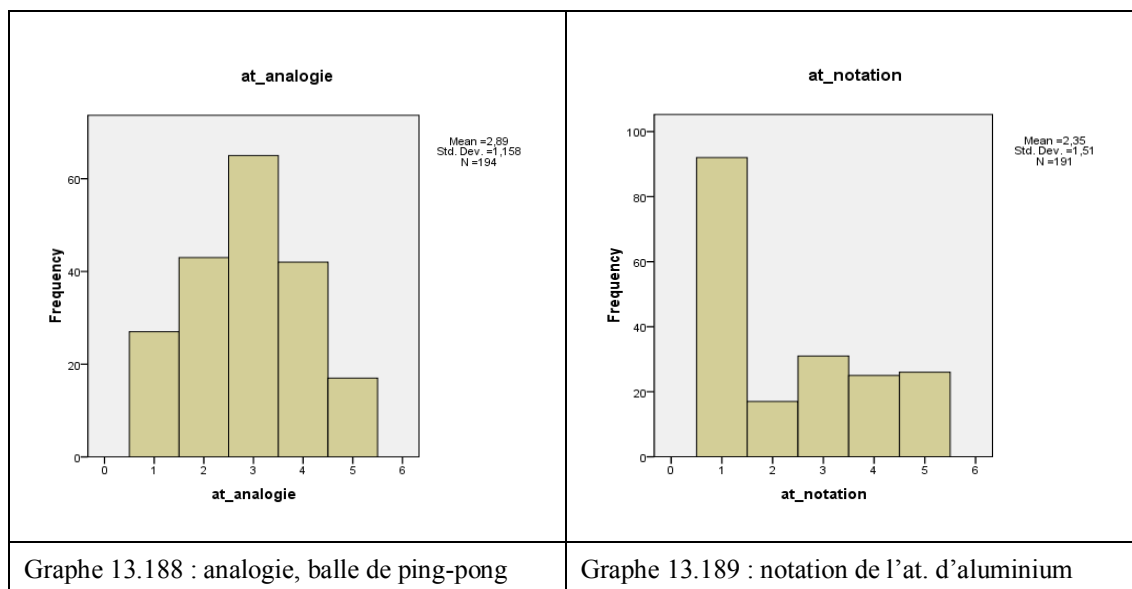 at_analogie
Mean =2,89
Std. Dev. =1,158
N =194
60
40
20
0
Frequency
0 1 2 3 4 5 6
at_analogie
at_notation
Mean =2,35
Std. Dev. =1,51
N =191
100
80
60
40
20
0
Frequency
0 1 2 3 4 5 6
at_notation
Graphe 13.188 : analogie, balle de ping-pong
Graphe 13.189 : notation de l’at. d’aluminium